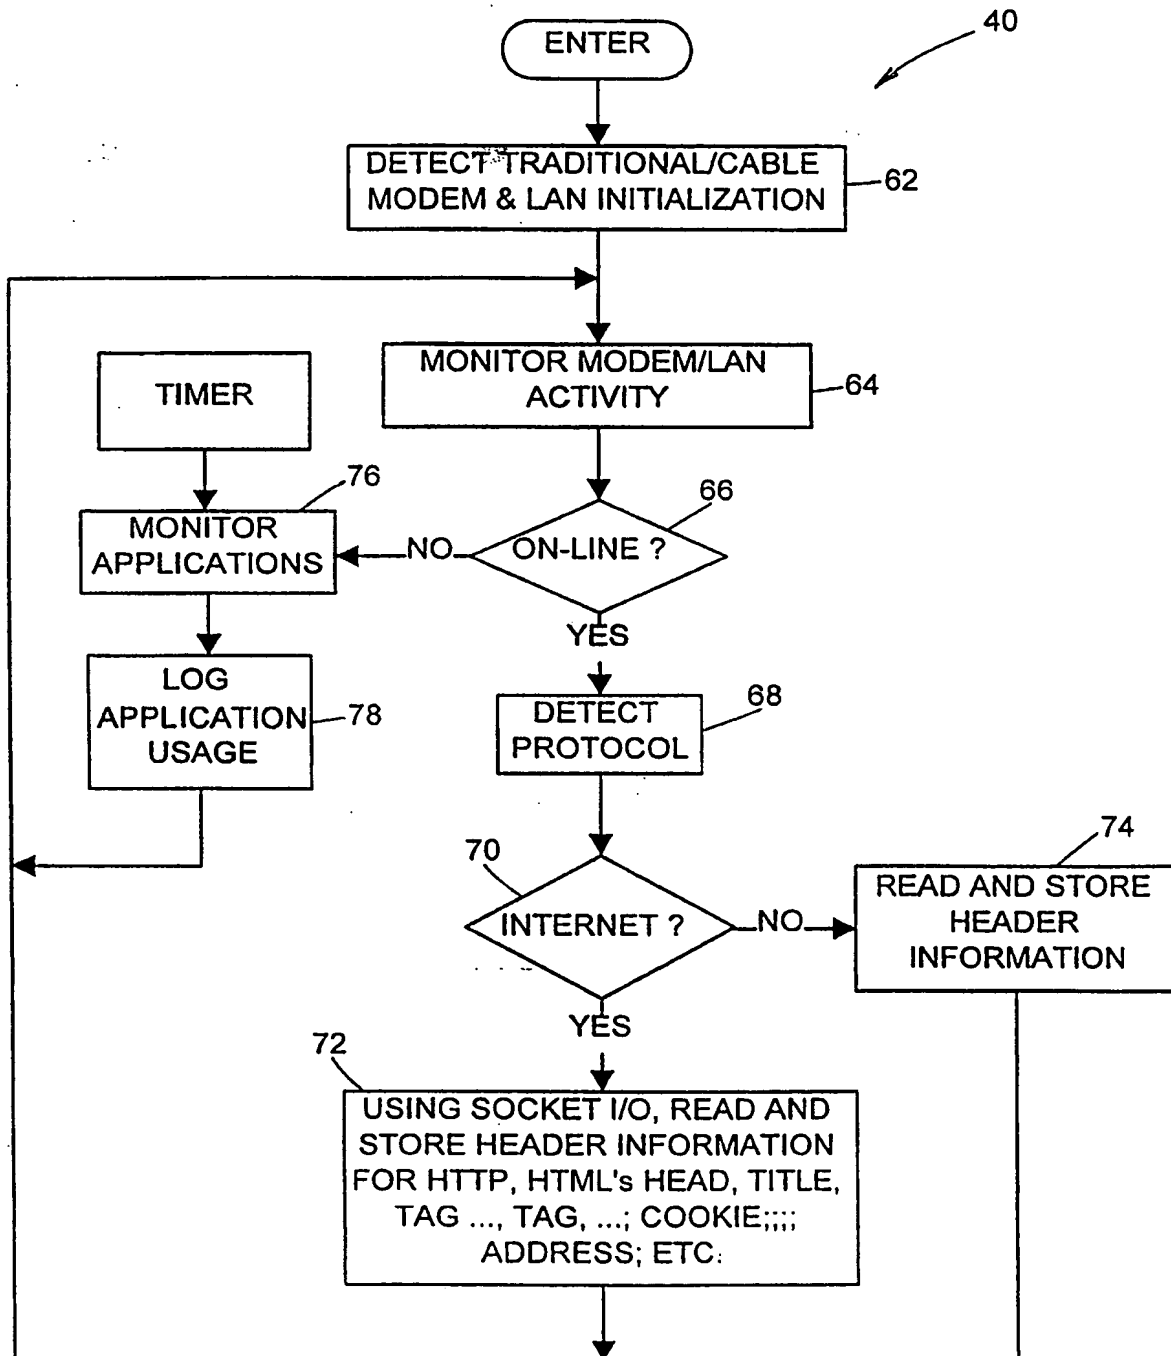 ENTER
40
DETECT TRADITIONAL/CABLE
MODEM & LAN INITIALIZATION
62
MONITOR MODEM/LAN
ACTIVITY
64
TIMER
76
MONITOR
APPLICATIONS
NO
ON-LINE ?
66
YES
LOG
APPLICATION
USAGE
78
DETECT
PROTOCOL
68
70
INTERNET ?
NO
74
READ AND STORE
HEADER
INFORMATION
YES
72
USING SOCKET I/O, READ AND
STORE HEADER INFORMATION
FOR HTTP, HTML's HEAD, TITLE,
TAG ..., TAG, ...; COOKIE;;;;
ADDRESS; ETC.